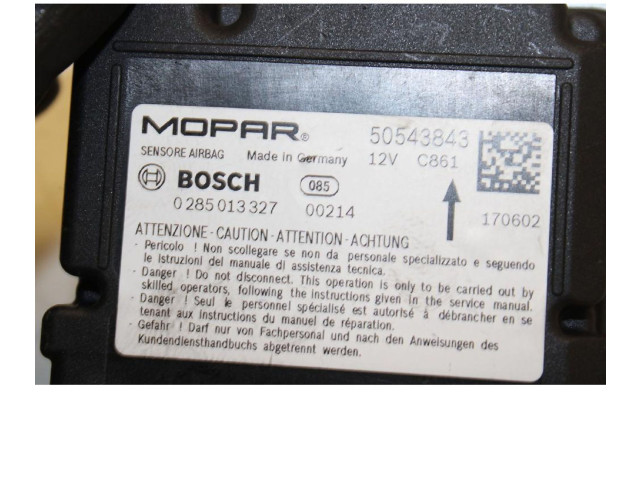 MOPAR® 50543843
SENSORE AIRBAG Made in Germany 12V C861
BOSCH 085
0 285 013 327 00214 170602
ATTENZIONE-CAUTION-ATTENTION-ACHTUNG
- Pericolo ! Non scollegare se non da personale specializzato e seguendo
le istruzioni del manuale di assistenza tecnica.
- Danger ! Do not disconnect. This operation is only to be carried out by
skilled operators, following the instructions given in the service manual.
- Danger ! Seul le personnel spécialisé est autorisé à débrancher en se
tenant aux instructions du manuel de réparation.
- Gefahr ! Darf nur von Fachpersonal und nach den Anweisungen des
Kundendiensthandbuchs abgetrennt werden.